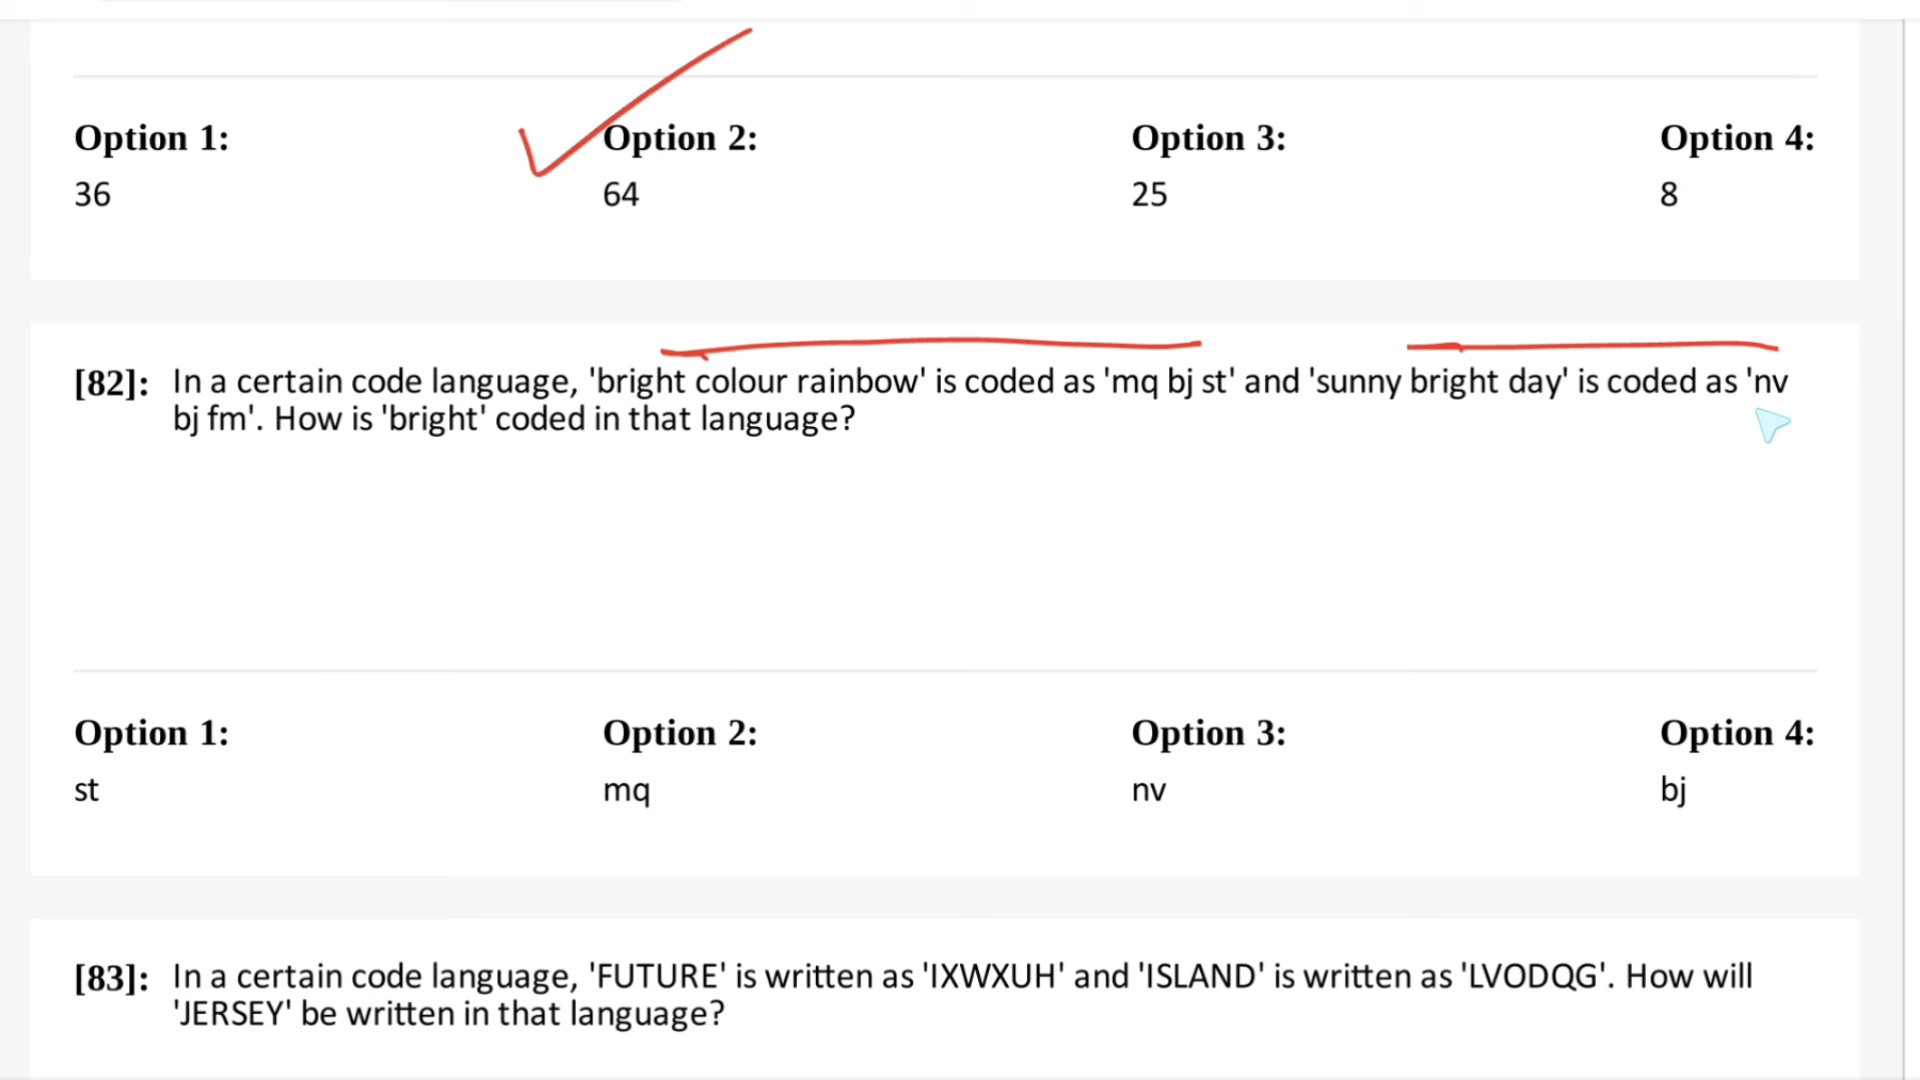 Option 1: Option 2: Option 3: Option 4:
36 64 25 8
[82]: In a certain code language, 'bright colour rainbow' is coded as 'mq bj st' and 'sunny bright day' is coded as 'nv
bj fm'. How is 'bright' coded in that language?
Option 1: Option 2: Option 3: Option 4:
st mq nv bj
[83]: In a certain code language, 'FUTURE' is written as 'IXWXUH' and 'ISLAND' is written as 'LVODQG'. How will
'JERSEY' be written in that language?